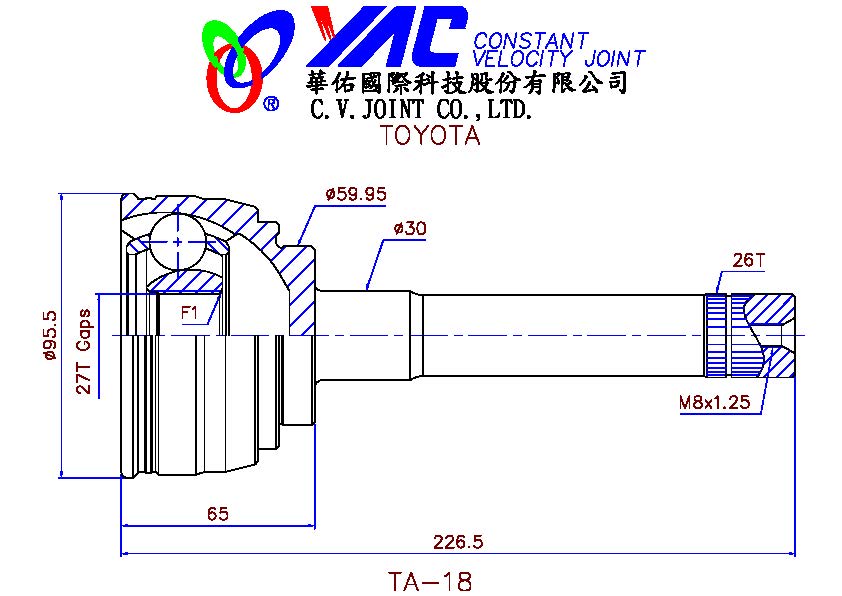 YAC
CONSTANT
VELOCITY JOINT
®
華佑國際科技股份有限公司
C.V.JOINT CO.,LTD.
TOYOTA
ø59.95
ø30
26T
F1
ø95.5
27T Gaps
M8x1.25
65
226.5
TA-18